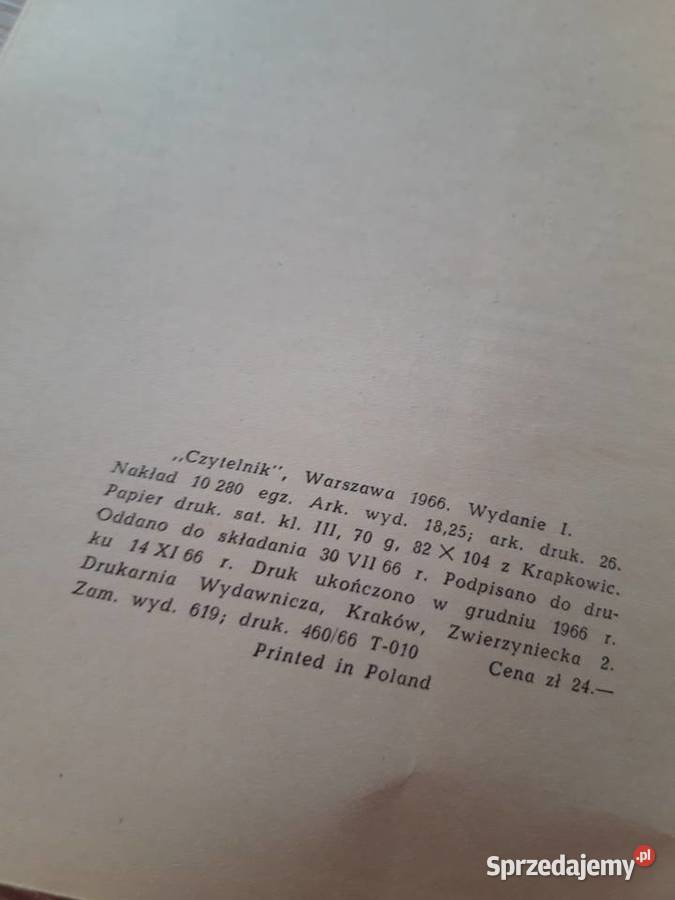 „Czytelnik", Warszawa 1966. Wydanie I.
Nakład 10 280 egz. Ark. wyd. 18,25; ark. druk. 26.
Papier druk. sat. kl. III, 70 g, 82 × 104 z Krapkowic.
Oddano do składania 30 VII 66 r. Podpisano do dru-
ku 14 XI 66 r. Druk ukończono w grudniu 1966 r.
Drukarnia Wydawnicza, Kraków, Zwierzyniecka 2.
Zam. wyd. 619; druk. 460/66 T-010 Cena zł 24.—
Printed in Poland
Sprzedajemy.pl